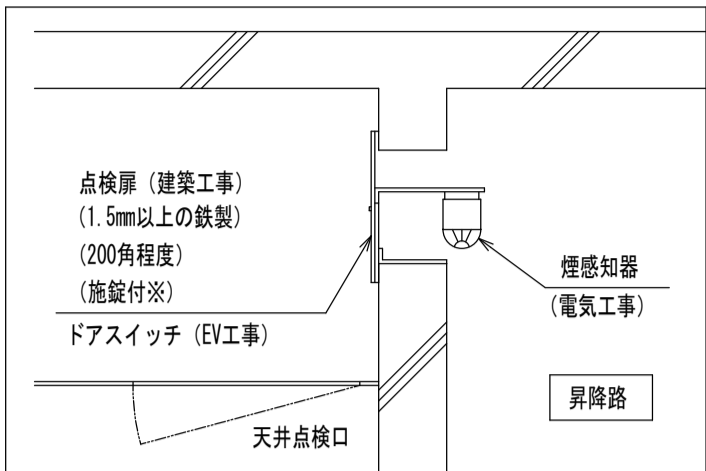 点検扉（建築工事）
(1.5mm以上の鉄製)
(200角程度)
(施錠付※)
ドアスイッチ（EV工事）
煙感知器
(電気工事)
昇降路
天井点検口